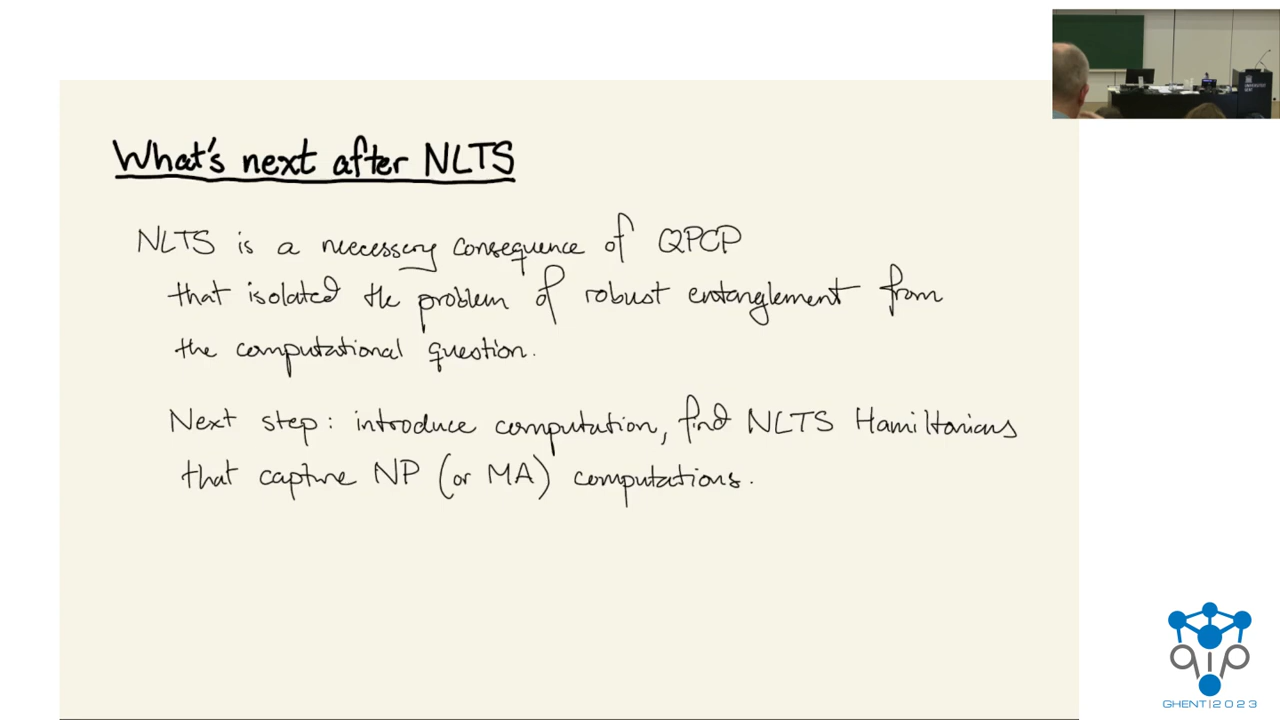 What's next after NLTS
NLTS is a necessary consequence of QPCP
that isolated the problem of robust entanglement from
the computational question.
Next step: introduce computation, find NLTS Hamiltonians
that capture NP (or MA) computations.
qip
GHENT|2023